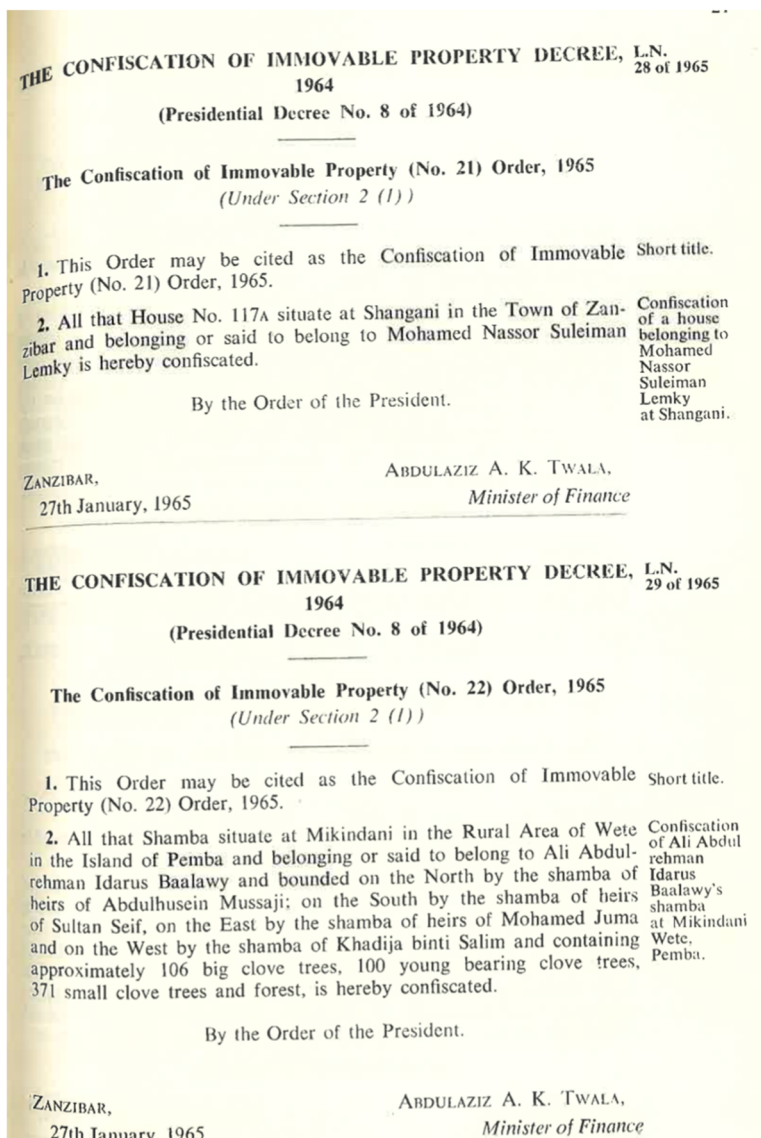 THE CONFISCATION OF IMMOVABLE PROPERTY DECREE,
1964
L.N.
28 of 1965
(Presidential Decree No. 8 of 1964)
The Confiscation of Immovable Property (No. 21) Order, 1965
(Under Section 2 (1))
1. This Order may be cited as the Confiscation of Immovable
Property (No. 21) Order, 1965.
Short title.
2. All that House No. 117A situate at Shangani in the Town of Zan-
zibar and belonging or said to belong to Mohamed Nassor Suleiman
Lemky is hereby confiscated.
Confiscation
of a house
belonging to
Mohamed
Nassor
Suleiman
Lemky
at Shangani.
By the Order of the President.
ZANZIBAR,
27th January, 1965
ABDULAZIZ A. K. TWALA,
Minister of Finance
THE CONFISCATION OF IMMOVABLE PROPERTY DECREE,
1964
L.N.
29 of 1965
(Presidential Decree No. 8 of 1964)
The Confiscation of Immovable Property (No. 22) Order, 1965
(Under Section 2 (1))
1. This Order may be cited as the Confiscation of Immovable
Property (No. 22) Order, 1965.
Short title.
2. All that Shamba situate at Mikindani in the Rural Area of Wete
in the Island of Pemba and belonging or said to belong to Ali Abdul-
rehman Idarus Baalawy and bounded on the North by the shamba of
heirs of Abdulhusein Mussaji; on the South by the shamba of heirs
of Sultan Seif, on the East by the shamba of heirs of Mohamed Juma
and on the West by the shamba of Khadija binti Salim and containing
approximately 106 big clove trees, 100 young bearing clove trees,
371 small clove trees and forest, is hereby confiscated.
Confiscation
of Ali Abdul
rehman
Idarus
Baalawy's
shamba
at Mikindani
Wete,
Pemba.
By the Order of the President.
ZANZIBAR,
27th January, 1965
ABDULAZIZ A. K. TWALA,
Minister of Finance